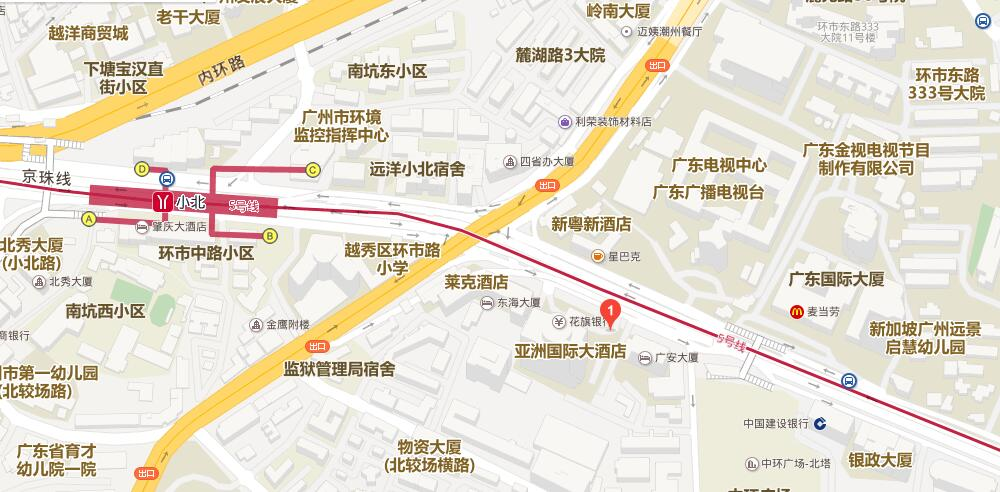 老干大厦
岭南大厦
越洋商贸城
迈姨潮州餐厅
环市东路333
大院11号楼
麓湖路3大院
内环路
下塘宝汉直
街小区
南坑东小区
环市东路
333号大院
出口
广州市环境
监控指挥中心
利荣装饰材料店
四省办大厦
广东电视中心
广东金视电视节目
制作有限公司
D
C
远洋小北宿舍
京珠线
出口
广东广播电视台
小北
5号线
A
肇庆大酒店
B
新粤新酒店
北秀大厦
(小北路)
环市中路小区
越秀区环市路
小学
星巴克
北秀大厦
莱克酒店
广东国际大厦
南坑西小区
东海大厦
1
麦当劳
金鹰附楼
花旗银行
商银行
出口
5号线
新加坡广州远景
启慧幼儿园
亚洲国际大酒店
广安大厦
市第一幼儿园
(北较场路)
监狱管理局宿舍
中国建设银行
广东省育才
幼儿院一院
物资大厦
(北较场横路)
出口
中环广场-北塔
银政大厦